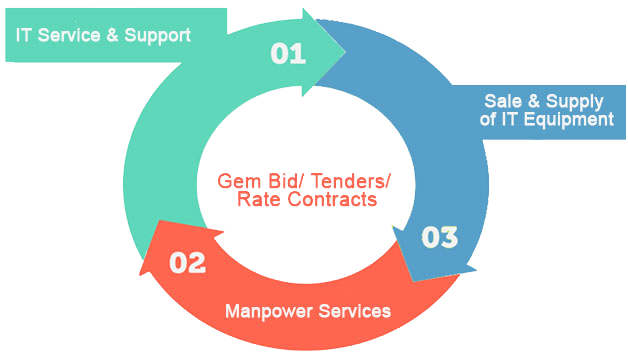 IT Service & Support
01
Sale & Supply
of IT Equipment
Gem Bid/ Tenders/
Rate Contracts
03
02
Manpower Services